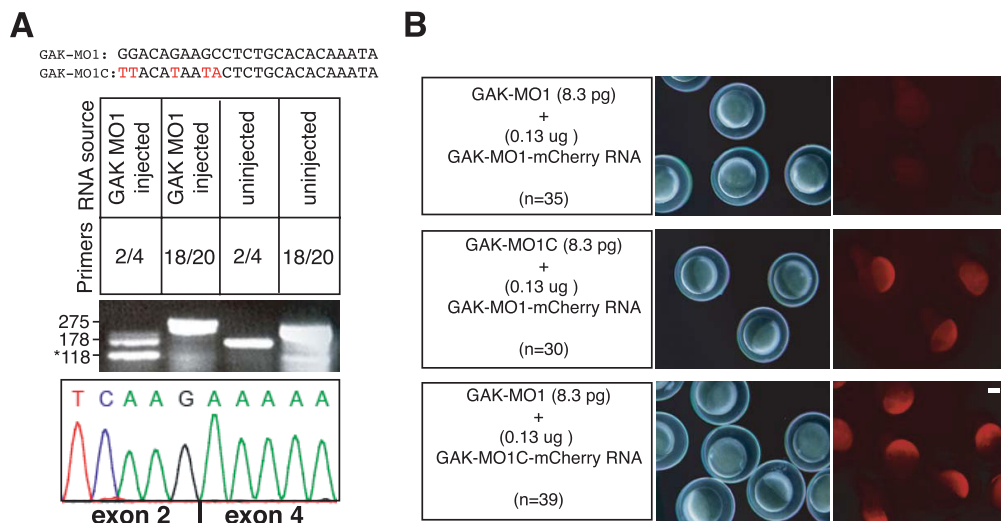 A
GAK-MO1: GGACAGAAGCCTCTGCACACAAATA
GAK-MO1C:TTACATAATACTCTGCACACAAATA
RNA source
GAK MO1 injected
GAK MO1 injected
uninjected
uninjected
Primers
2/4
18/20
2/4
18/20
275
178
*118
T C A A G A A A A A
exon 2
exon 4
B
GAK-MO1 (8.3 pg)
+
(0.13 ug )
GAK-MO1-mCherry RNA
(n=35)
GAK-MO1C (8.3 pg)
+
(0.13 ug )
GAK-MO1-mCherry RNA
(n=30)
GAK-MO1 (8.3 pg)
+
(0.13 ug )
GAK-MO1C-mCherry RNA
(n=39)